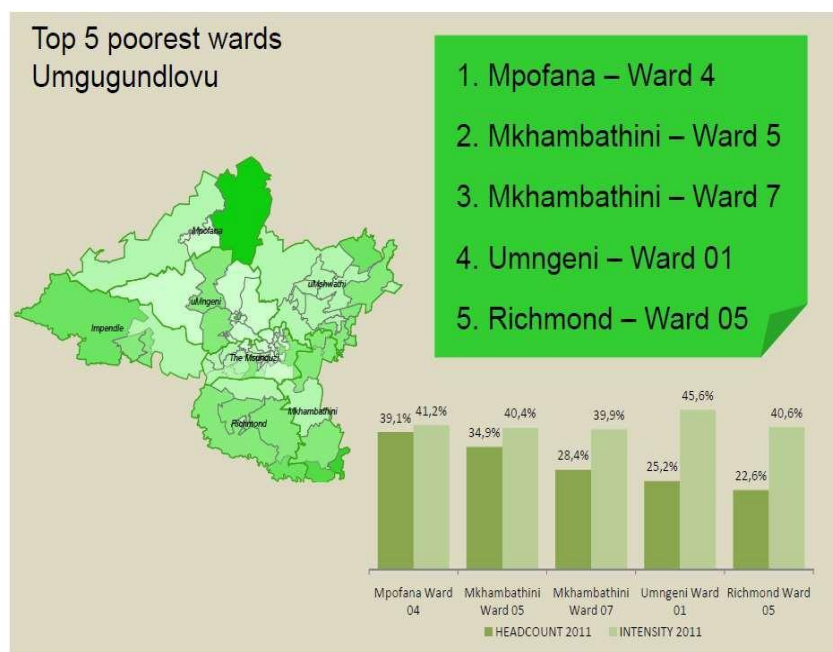 Top 5 poorest wards
Umgugundlovu
1. Mpofana – Ward 4
2. Mkhambathini – Ward 5
3. Mkhambathini – Ward 7
4. Umngeni – Ward 01
5. Richmond – Ward 05
Mpofana
uMshwathi
uMngeni
Impendle
The Msunduzi
Mkhambathini
Richmond
39,1%
41,2%
34,9%
40,4%
28,4%
39,9%
25,2%
45,6%
22,6%
40,6%
Mpofana Ward
04
Mkhambathini
Ward 05
Mkhambathini
Ward 07
Umngeni Ward
01
Richmond Ward
05
HEADCOUNT 2011
INTENSITY 2011